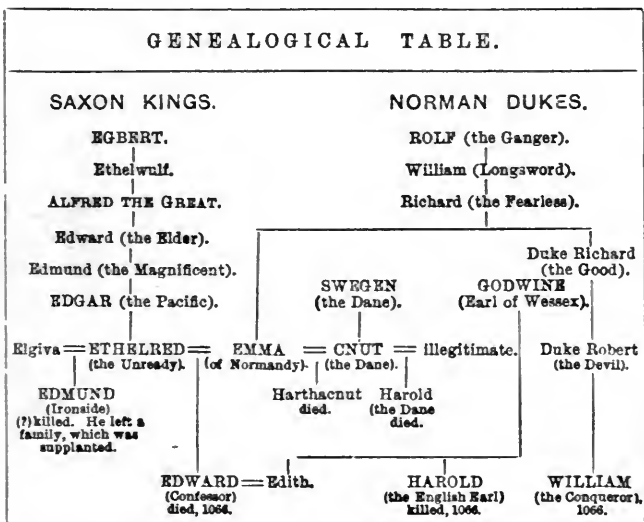 GENEALOGICAL TABLE.
SAXON KINGS. NORMAN DUKES.
EGBERT. ROLF (the Ganger).
Ethelwulf. William (Longsword).
ALFRED THE GREAT. Richard (the Fearless).
Edward (the Elder).
Duke Richard
Edmund (the Magnificent). (the Good).
SWEGEN GODWINE
EDGAR (the Pacific). (the Dane). (Earl of Wessex).
Elgiva = ETHELRED = EMMA = CNUT = illegitimate. Duke Robert
(the Unready). (of Normandy). (the Dane). (the Devil).
EDMUND Harthacnut Harold
(Ironside) died. (the Dane
(?) killed. He left a died.
family, which was
supplanted.
EDWARD = Edith. HAROLD WILLIAM
(Confessor) (the English Earl) (the Conqueror),
died, 1066. killed, 1066. 1066.